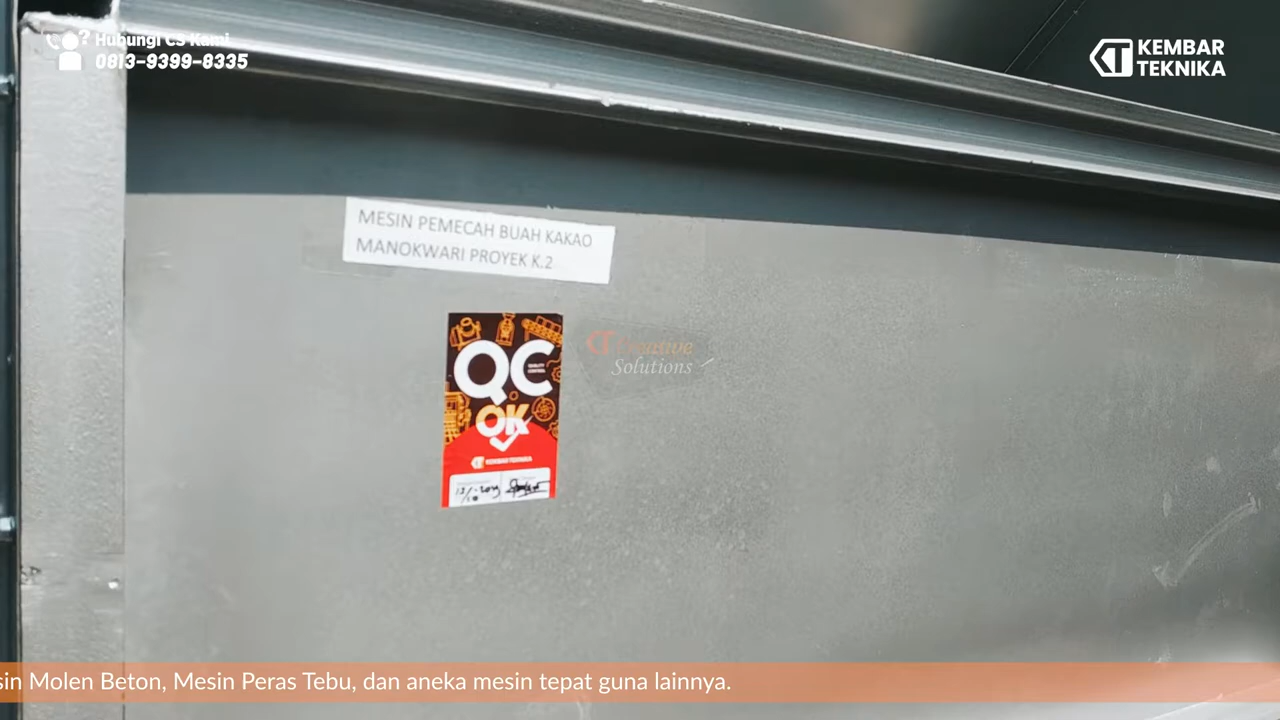 Hubungi CS Kami
0813-9399-8335
KEMBAR
TEKNIKA
MESIN PEMECAH BUAH KAKAO
MANOKWARI PROYEK K.2
QC
QUALITY
CONTROL
OK
KEMBAR TEKNIKA
Creative
Solutions
sin Molen Beton, Mesin Peras Tebu, dan aneka mesin tepat guna lainnya.